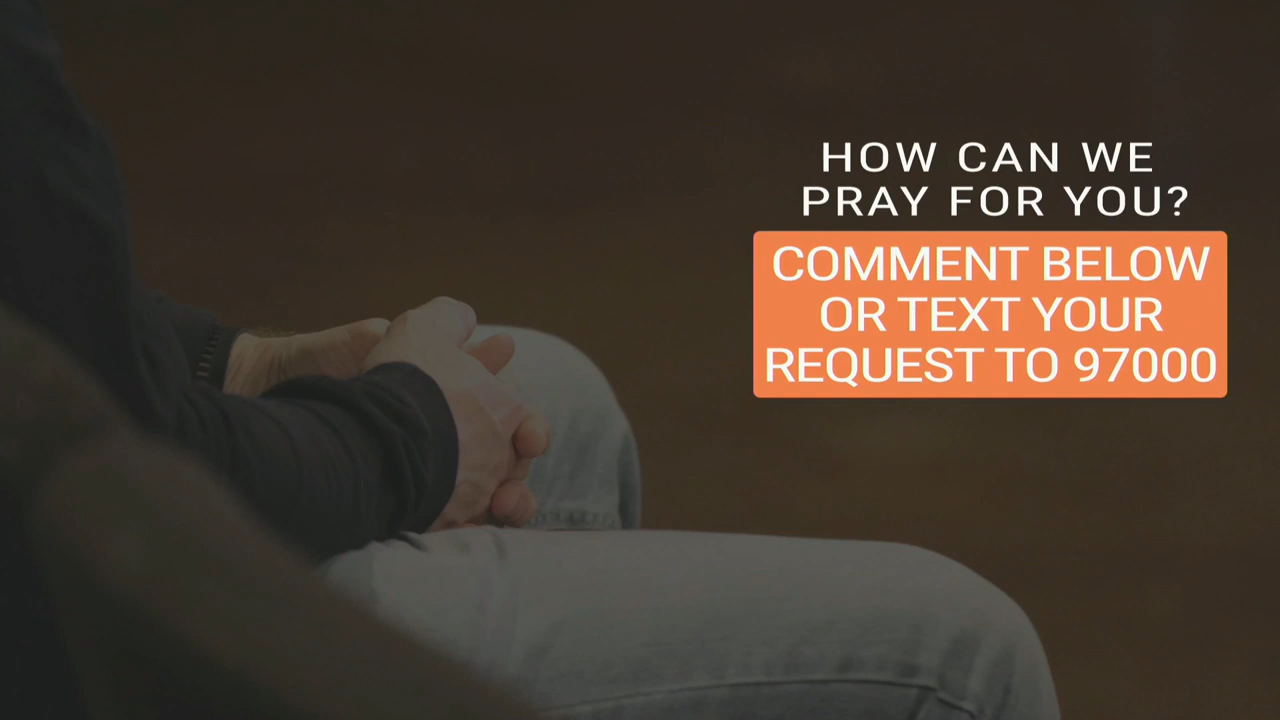 HOW CAN WE
PRAY FOR YOU?
COMMENT BELOW
OR TEXT YOUR
REQUEST TO 97000